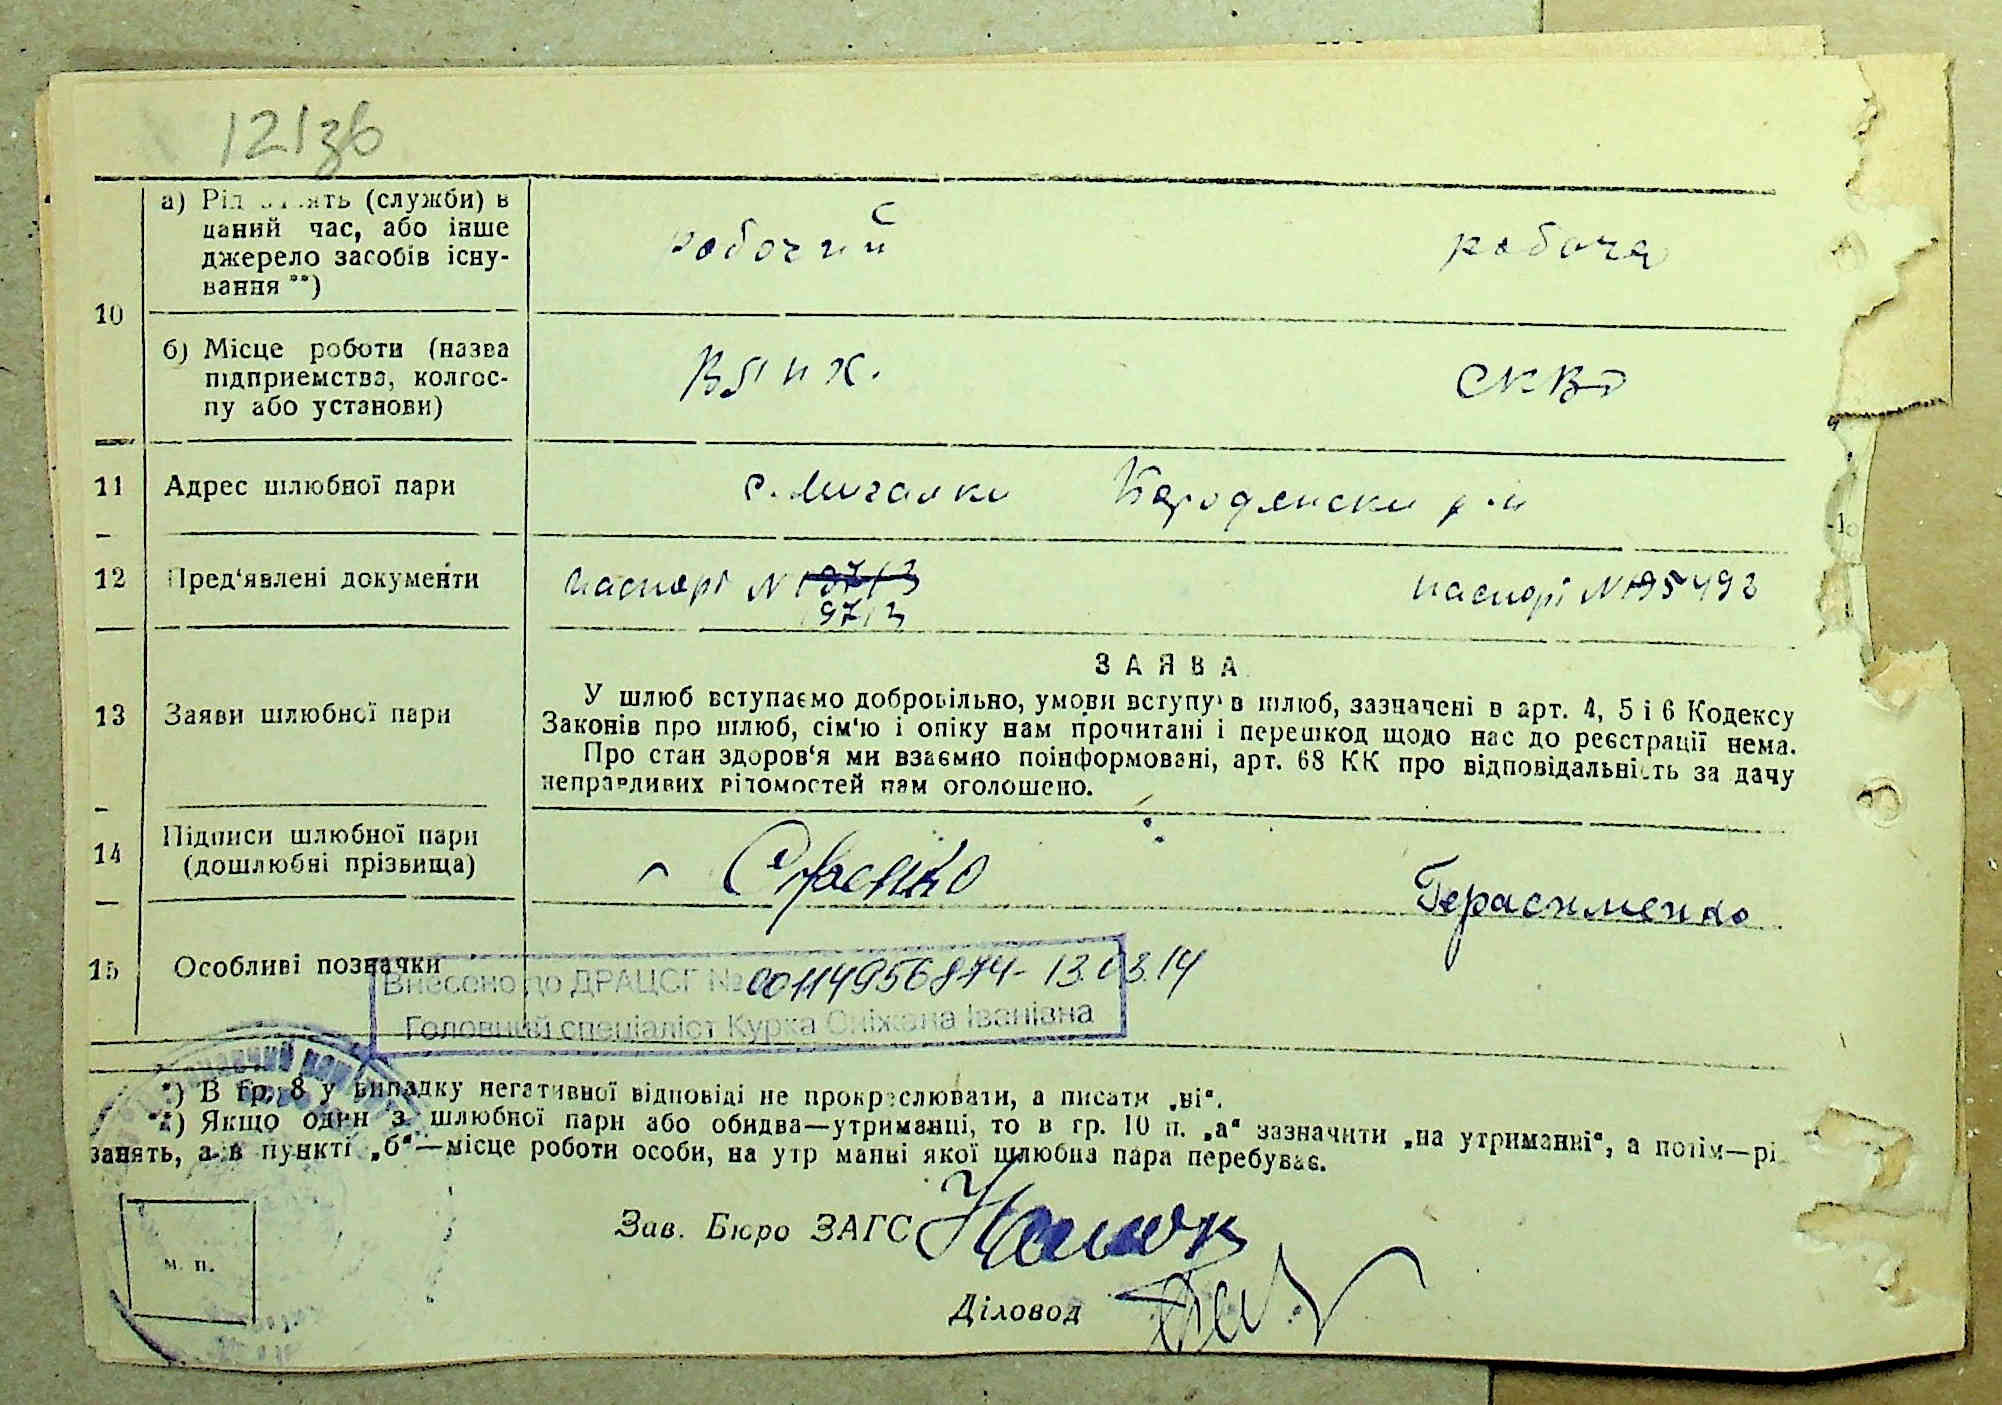 121зв
а) Рід занять (служби) в
даний час, або інше
джерело засобів існу-
вання **)
робочий
робоча
10
б) Місце роботи (назва
підприємства, колгос-
пу або установи)
11
Адрес шлюбної пари
с. Мигалки Бородянски р-н
12
Пред'явлені документи
паспорт N
9713
паспорт N 195492
ЗАЯВА
13
Заяви шлюбної пари
У шлюб вступаємо добровільно, умови вступу в шлюб, зазначені в арт. 4, 5 і 6 Кодексу
Законів про шлюб, сім'ю і опіку нам прочитані і перешкод щодо нас до реєстрації нема.
Про стан здоров'я ми взаємно поінформовані, арт. 68 КК про відповідальність за дачу
неправдивих відомостей нам оголошено.
14
Підписи шлюбної пари
(дошлюбні прізвища)
Герасименко
15
Особливі позначки
Внесено до ДРАЦСГ № 00114956874- 13.03.14
Головний спеціаліст Курка Сніжана Іванівна
*) В гр. 8 у випадку негативної відповіді не прокреслювати, а писати „ні“.
**) Якщо один з шлюбної пари або обидва—утриманці, то в гр. 10 п. „а“ зазначити „на утриманні“, а потім—рід
занять, а в пункті „б“—місце роботи особи, на утриманні якої шлюбна пара перебуває.
Зав. Бюро ЗАГС
м. п.
Діловод